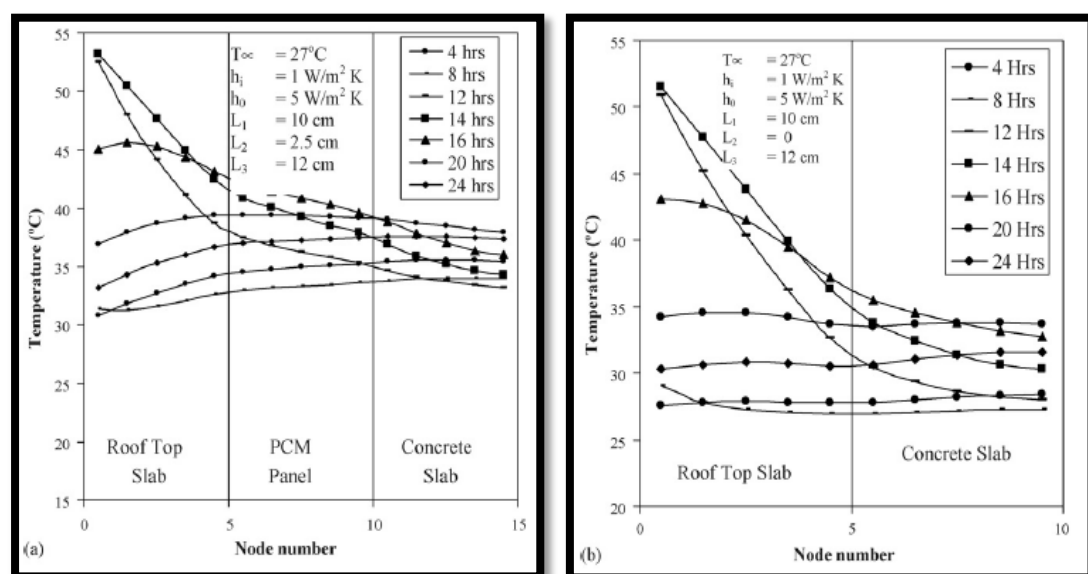 55
50
45
40
35
30
25
20
15
Temperature (°C)
T∞ = 27°C
hi = 1 W/m² K
h0 = 5 W/m² K
L1 = 10 cm
L2 = 2.5 cm
L3 = 12 cm
4 hrs
8 hrs
12 hrs
14 hrs
16 hrs
20 hrs
24 hrs
Roof Top Slab
PCM Panel
Concrete Slab
0 5 10 15
(a) Node number
55
50
45
40
35
30
25
20
Temperature (°C)
T∞ = 27°C
hi = 1 W/m² K
h0 = 5 W/m² K
L1 = 10 cm
L2 = 0
L3 = 12 cm
4 Hrs
8 Hrs
12 Hrs
14 Hrs
16 Hrs
20 Hrs
24 Hrs
Roof Top Slab
Concrete Slab
0 5 10
(b) Node number